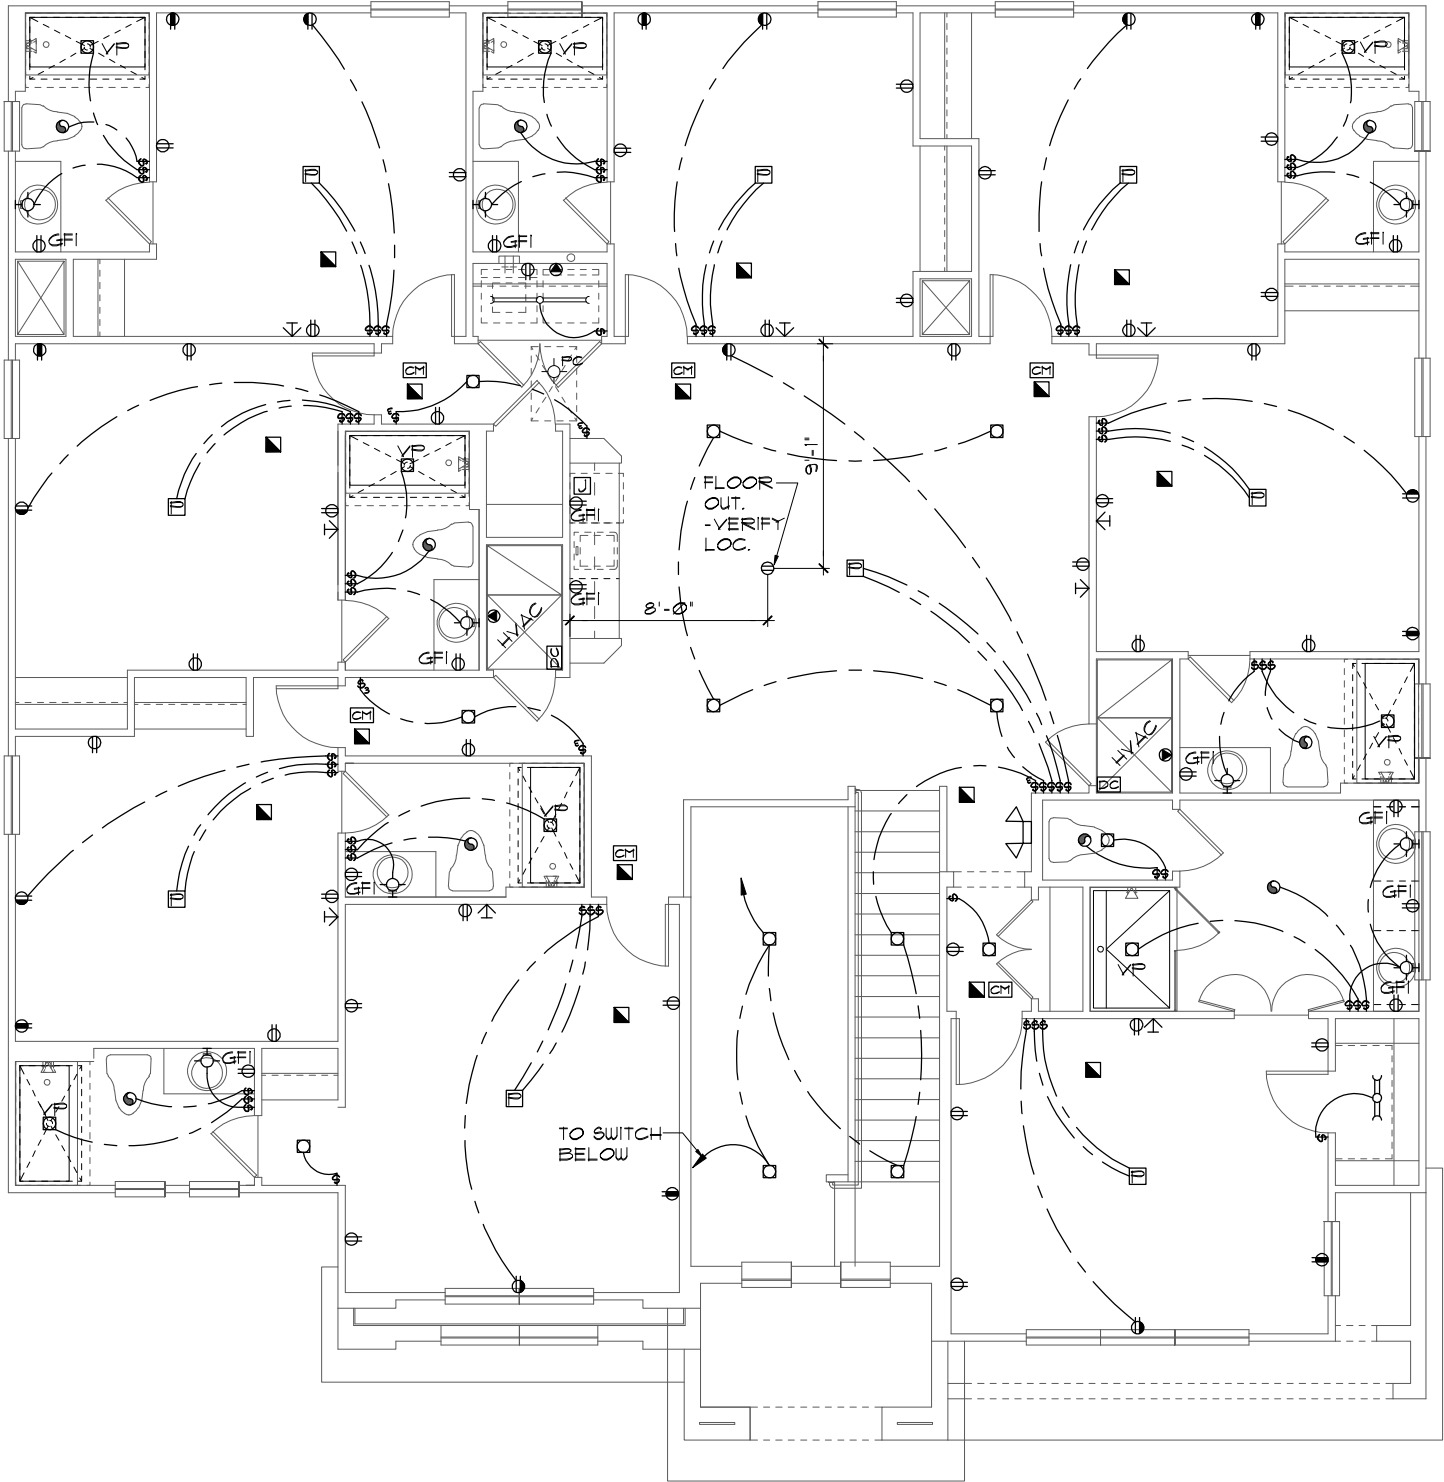 VP
VP
VP
GFI
GFI
GFI
CM
PC
CM
CM
VP
9'-1"
FLOOR
OUT.
-VERIFY
LOC.
J
GFI
GFI
8'-0"
HVAC
GFI
DC
$3
CM
HVAC
GFI
VP
DC
VP
GFI
GFI
CM
GFI
GFI
VP
CM
GFI
VP
TO SWITCH
BELOW